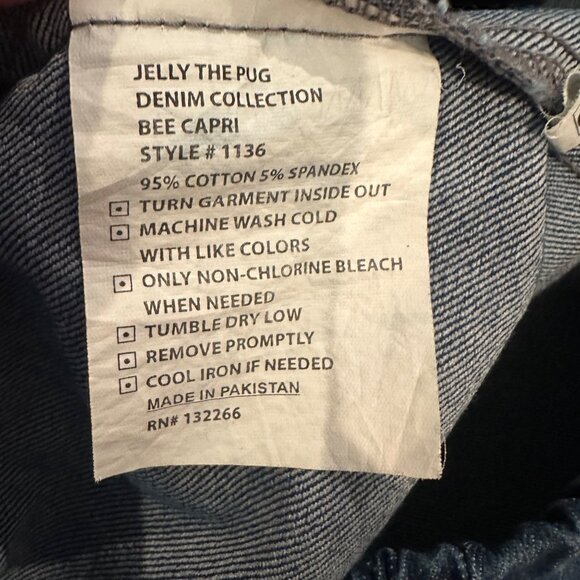 JELLY THE PUG
DENIM COLLECTION
BEE CAPRI
STYLE # 1136
95% COTTON 5% SPANDEX
TURN GARMENT INSIDE OUT
MACHINE WASH COLD
WITH LIKE COLORS
ONLY NON-CHLORINE BLEACH
WHEN NEEDED
TUMBLE DRY LOW
REMOVE PROMPTLY
COOL IRON IF NEEDED
MADE IN PAKISTAN
RN# 132266